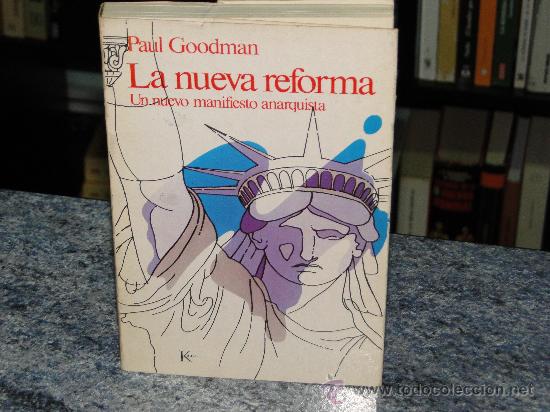 Paul Goodman
La nueva reforma
Un nuevo manifiesto anarquista
K
www.todocoleccion.net